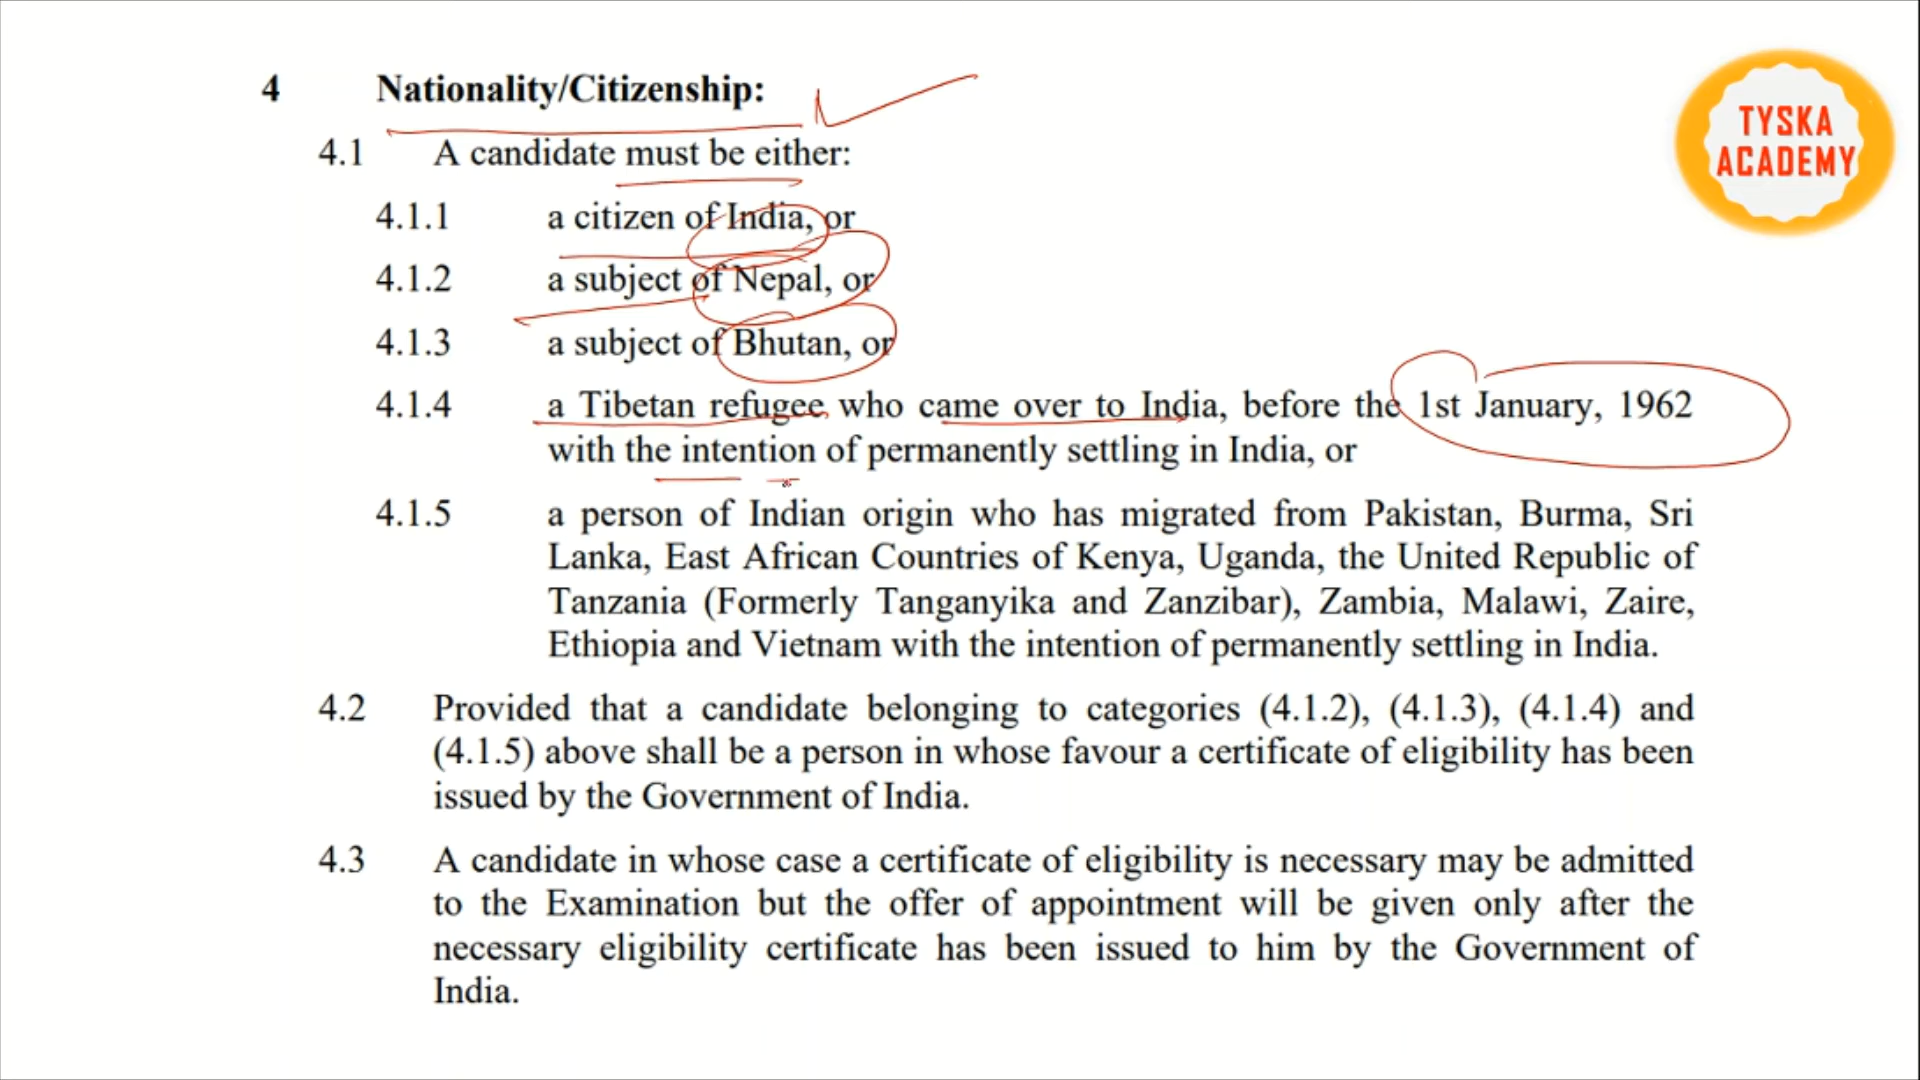 4 Nationality/Citizenship:
4.1 A candidate must be either:
4.1.1 a citizen of India, or
4.1.2 a subject of Nepal, or
4.1.3 a subject of Bhutan, or
4.1.4 a Tibetan refugee who came over to India, before the 1st January, 1962
with the intention of permanently settling in India, or
4.1.5 a person of Indian origin who has migrated from Pakistan, Burma, Sri
Lanka, East African Countries of Kenya, Uganda, the United Republic of
Tanzania (Formerly Tanganyika and Zanzibar), Zambia, Malawi, Zaire,
Ethiopia and Vietnam with the intention of permanently settling in India.
4.2 Provided that a candidate belonging to categories (4.1.2), (4.1.3), (4.1.4) and
(4.1.5) above shall be a person in whose favour a certificate of eligibility has been
issued by the Government of India.
4.3 A candidate in whose case a certificate of eligibility is necessary may be admitted
to the Examination but the offer of appointment will be given only after the
necessary eligibility certificate has been issued to him by the Government of
India.
TYSKA
ACADEMY